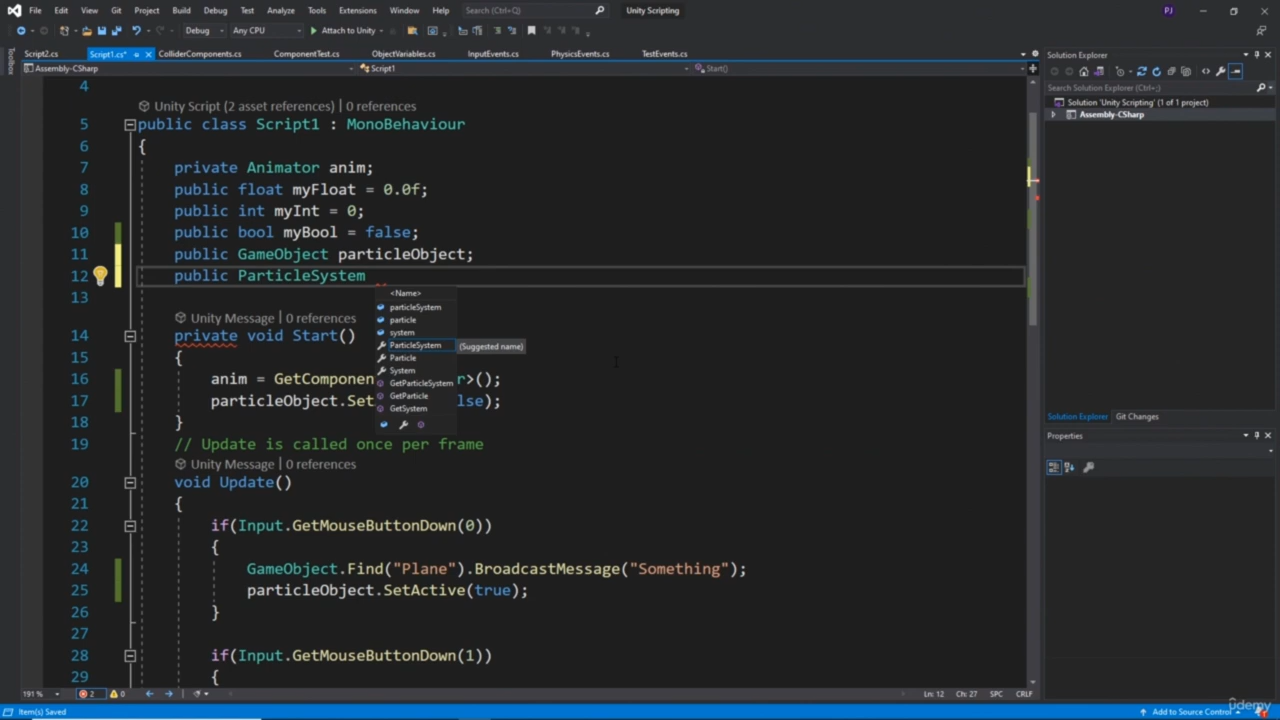 File Edit View Git Project Build Debug Test Analyze Tools Extensions Window Help Search (Ctrl+Q) Unity Scripting PJ
Debug Any CPU Attach to Unity
Script2.cs Script1.cs* ColliderComponents.cs ComponentTest.cs ObjectVariables.cs InputEvents.cs PhysicsEvents.cs TestEvents.cs
Assembly-CSharp Script1 Start()
Toolbox
4
Unity Script (2 asset references) | 0 references
5 public class Script1 : MonoBehaviour
6 {
7 private Animator anim;
8 public float myFloat = 0.0f;
9 public int myInt = 0;
10 public bool myBool = false;
11 public GameObject particleObject;
12 public ParticleSystem
13
<Name>
particleSystem
particle
system
ParticleSystem (Suggested name)
Particle
System
GetParticleSystem
GetParticle
GetSystem
Unity Message | 0 references
14 private void Start()
15 {
16 anim = GetComponen r>();
17 particleObject.Set lse);
18 }
19 // Update is called once per frame
Unity Message | 0 references
20 void Update()
21 {
22 if(Input.GetMouseButtonDown(0))
23 {
24 GameObject.Find("Plane").BroadcastMessage("Something");
25 particleObject.SetActive(true);
26 }
27
28 if(Input.GetMouseButtonDown(1))
29 {
191 % 2 0 Ln: 12 Ch: 27 SPC CRLF
Item(s) Saved Add to Source Control
Solution Explorer
Search Solution Explorer (Ctrl+;)
Solution 'Unity Scripting' (1 of 1 project)
Assembly-CSharp
Solution Explorer Git Changes
Properties
udemy